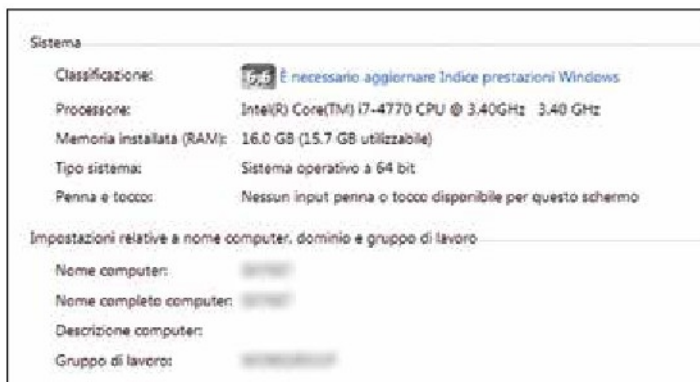 Sistema
Classificazione: 6,6 È necessario aggiornare Indice prestazioni Windows
Processore: Intel(R) Core(TM) i7-4770 CPU @ 3.40GHz 3.40 GHz
Memoria installata (RAM): 16.0 GB (15.7 GB utilizzabile)
Tipo sistema: Sistema operativo a 64 bit
Penna e tocco: Nessun input penna o tocco disponibile per questo schermo
Impostazioni relative a nome computer, dominio e gruppo di lavoro
Nome computer:
Nome completo computer:
Descrizione computer:
Gruppo di lavoro: